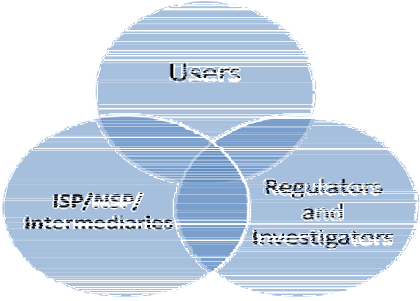 Users
ISP/NSP/
Intermediaries
Regulators
and
Investigators